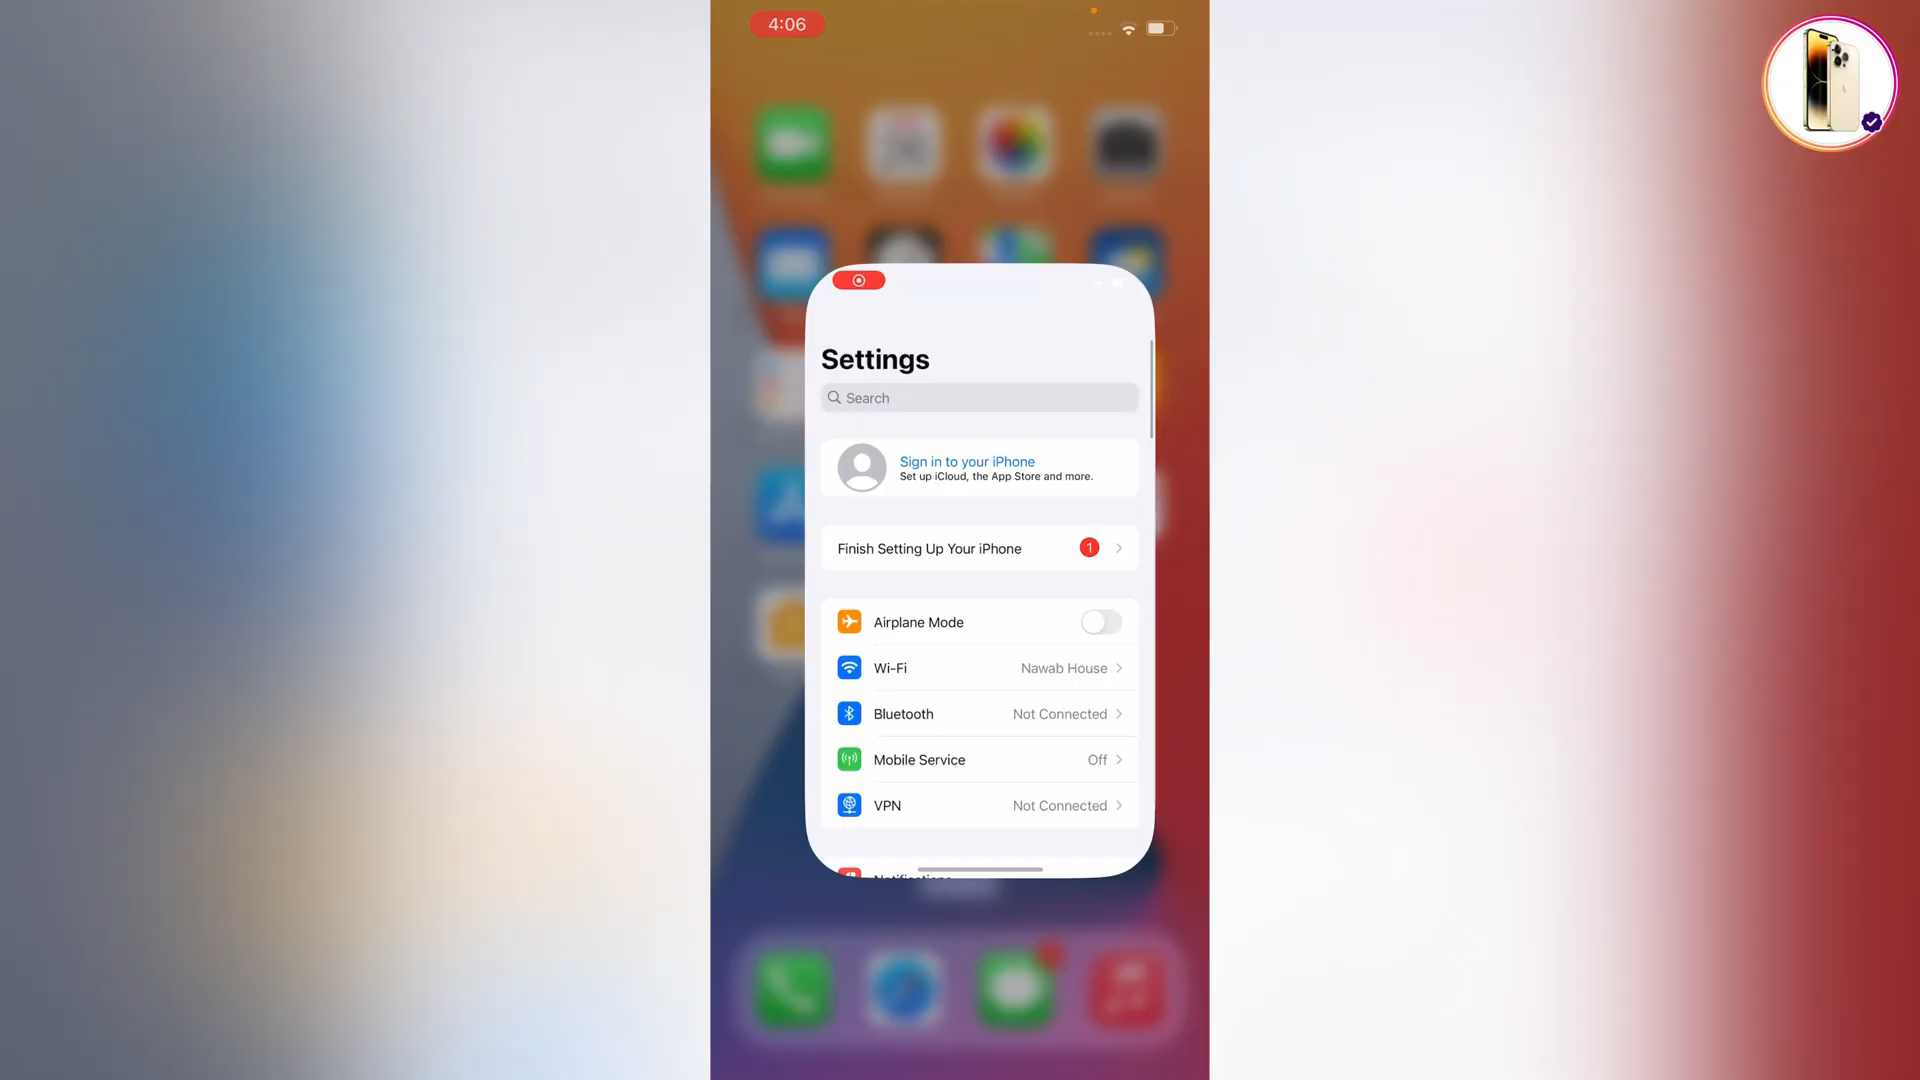 4:06
Settings
Search
Sign in to your iPhone
Set up iCloud, the App Store and more.
Finish Setting Up Your iPhone 1
Airplane Mode
Wi-Fi Nawab House
Bluetooth Not Connected
Mobile Service Off
VPN Not Connected
Notifications